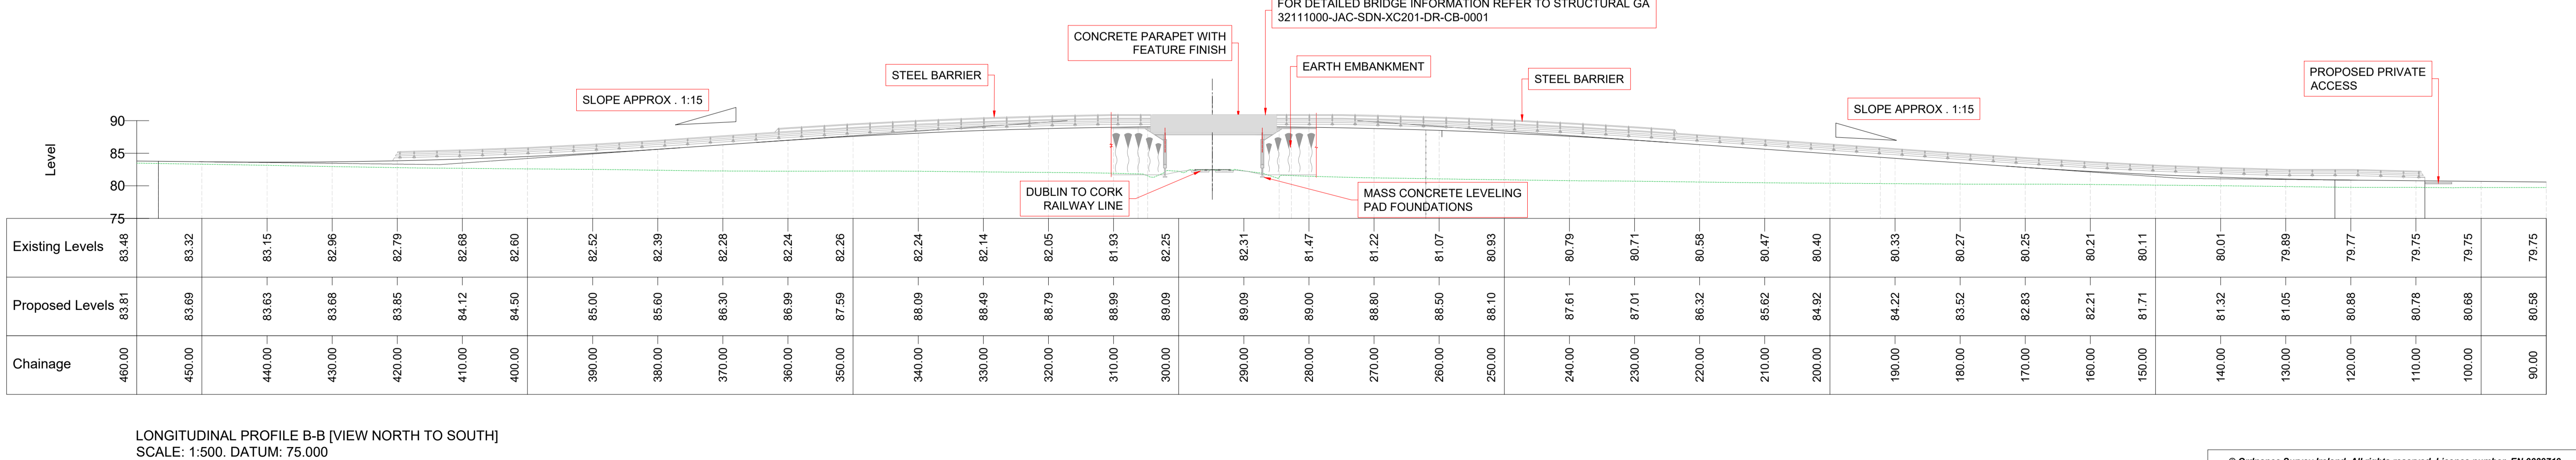 FOR DETAILED BRIDGE INFORMATION REFER TO STRUCTURAL GA
32111000-JAC-SDN-XC201-DR-CB-0001
CONCRETE PARAPET WITH
FEATURE FINISH
EARTH EMBANKMENT
STEEL BARRIER
STEEL BARRIER
PROPOSED PRIVATE
ACCESS
SLOPE APPROX . 1:15
SLOPE APPROX . 1:15
Level
90
85
80
75
DUBLIN TO CORK
RAILWAY LINE
MASS CONCRETE LEVELING
PAD FOUNDATIONS
Existing Levels 83.48 83.32 83.15 82.96 82.79 82.68 82.60 82.52 82.39 82.28 82.24 82.26 82.24 82.14 82.05 81.93 82.25 82.31 81.47 81.22 81.07 80.93 80.79 80.71 80.58 80.47 80.40 80.33 80.27 80.25 80.21 80.11 80.01 79.89 79.77 79.75 79.75 79.75
Proposed Levels 83.81 83.69 83.63 83.68 83.85 84.12 84.50 85.00 85.60 86.30 86.99 87.59 88.09 88.49 88.79 88.99 89.09 89.09 89.00 88.80 88.50 88.10 87.61 87.01 86.32 85.62 84.92 84.22 83.52 82.83 82.21 81.71 81.32 81.05 80.88 80.78 80.68 80.58
Chainage 460.00 450.00 440.00 430.00 420.00 410.00 400.00 390.00 380.00 370.00 360.00 350.00 340.00 330.00 320.00 310.00 300.00 290.00 280.00 270.00 260.00 250.00 240.00 230.00 220.00 210.00 200.00 190.00 180.00 170.00 160.00 150.00 140.00 130.00 120.00 110.00 100.00 90.00
LONGITUDINAL PROFILE B-B [VIEW NORTH TO SOUTH]
SCALE: 1:500. DATUM: 75.000